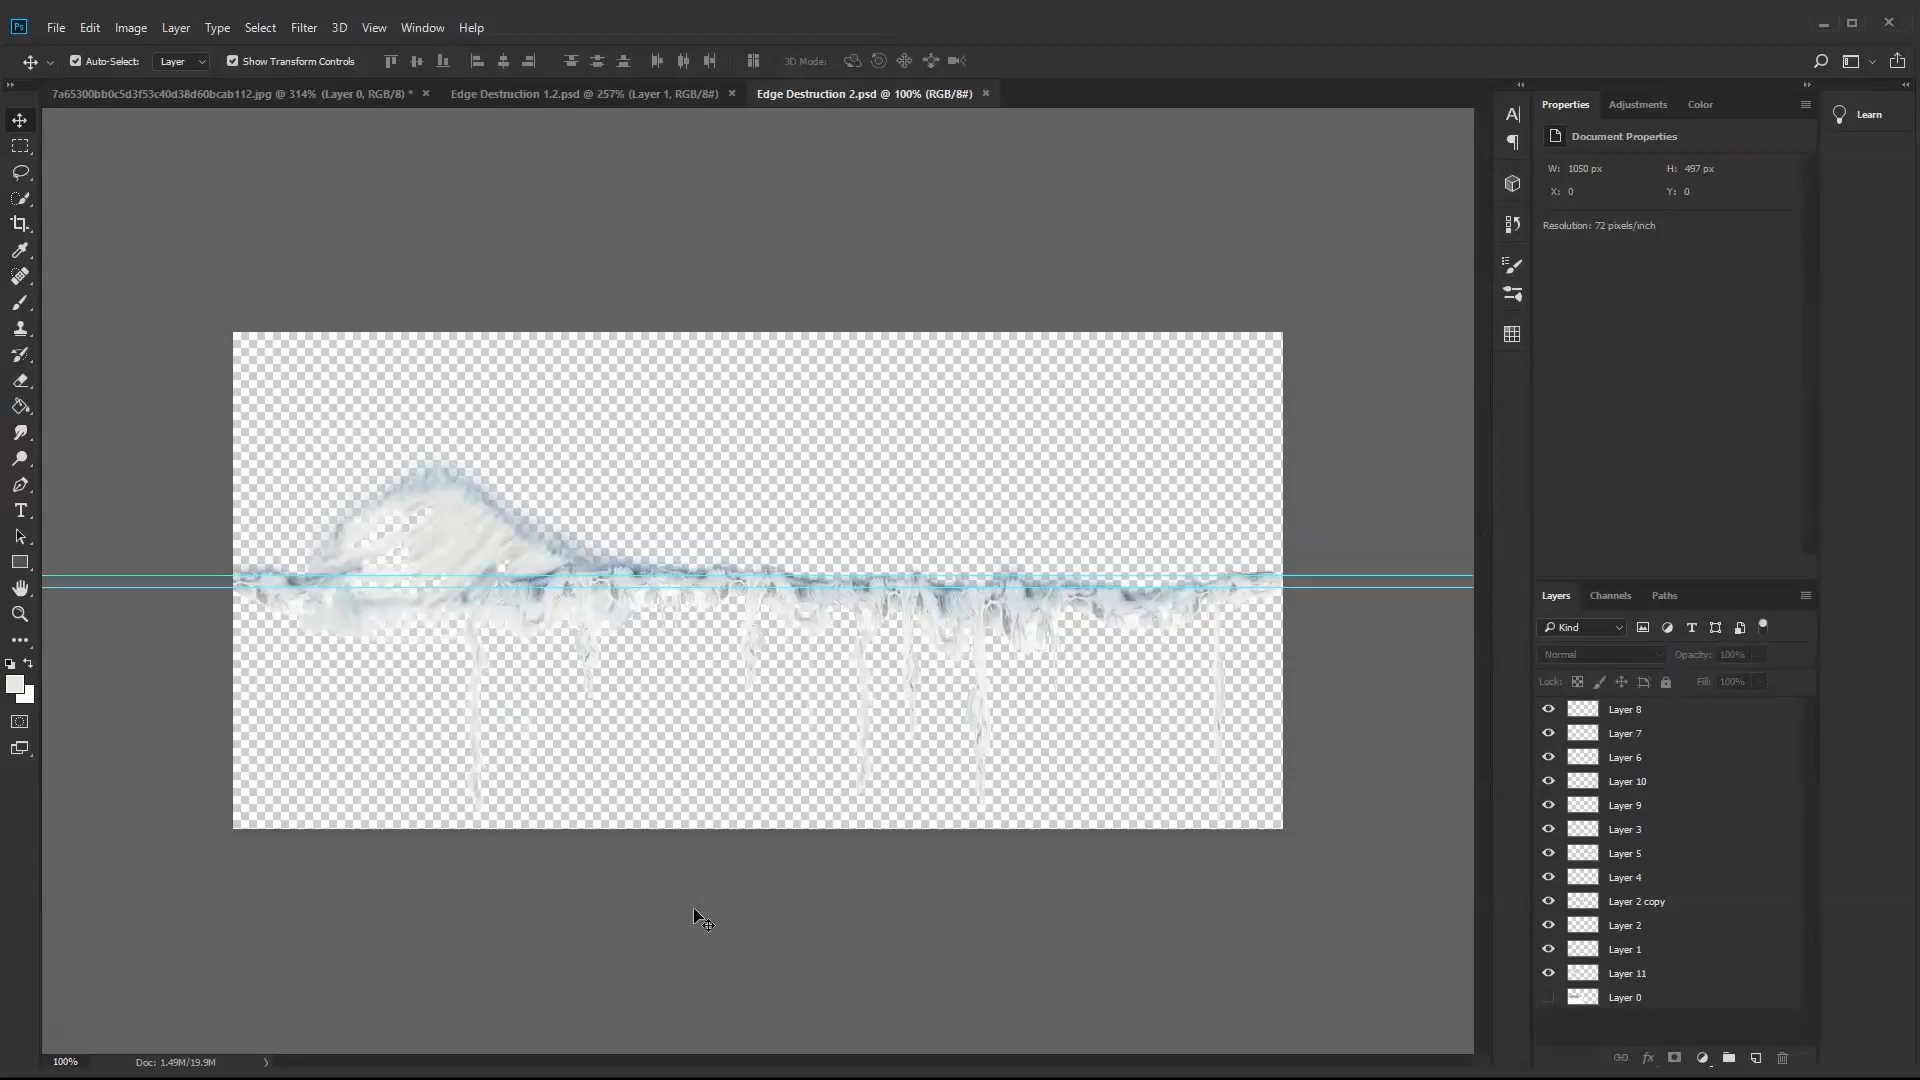 Ps File Edit Image Layer Type Select Filter 3D View Window Help
Auto-Select: Layer Show Transform Controls 3D Mode:
7a65300bb0c5d3f53c40d38d60bcab112.jpg @ 314% (Layer 0, RGB/8) * Edge Destruction 1.2.psd @ 257% (Layer 1, RGB/8#) Edge Destruction 2.psd @ 100% (RGB/8#)
Properties Adjustments Color
Learn
Document Properties
W: 1050 px H: 497 px
X: 0 Y: 0
Resolution: 72 pixels/inch
Layers Channels Paths
Kind
Normal Opacity: 100%
Lock: Fill: 100%
Layer 8
Layer 7
Layer 6
Layer 10
Layer 9
Layer 3
Layer 5
Layer 4
Layer 2 copy
Layer 2
Layer 1
Layer 11
Layer 0
100% Doc: 1.49M/19.9M